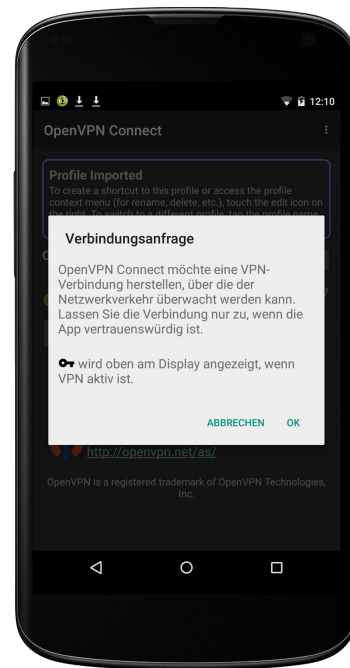 12:10
OpenVPN Connect
Profile Imported
To create a shortcut to this profile or access the profile
context menu (for rename, delete, etc.), touch the edit icon on
the right. To switch to a different profile, tap the profile name
Verbindungsanfrage
OpenVPN Connect möchte eine VPN-
Verbindung herstellen, über die der
Netzwerkverkehr überwacht werden kann.
Lassen Sie die Verbindung nur zu, wenn die
App vertrauenswürdig ist.
wird oben am Display angezeigt, wenn
VPN aktiv ist.
ABBRECHEN OK
http://openvpn.net/as/
OpenVPN is a registered trademark of OpenVPN Technologies,
Inc.